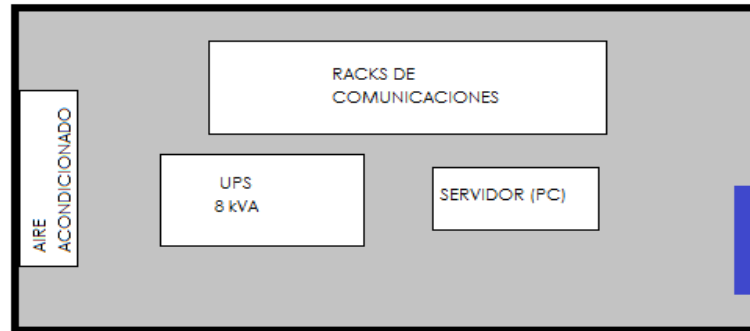 RACKS DE
COMUNICACIONES
UPS
8 kVA
SERVIDOR (PC)
AIRE
ACONDICIONADO